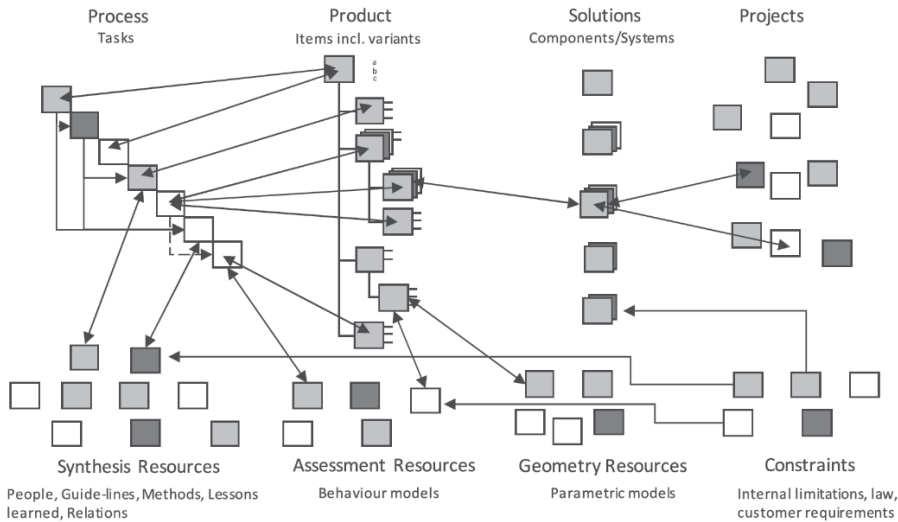 Process
Tasks
Product
Items incl. variants
Solutions
Components/Systems
Projects
a
b
c
Synthesis Resources
People, Guide-lines, Methods, Lessons
learned, Relations
Assessment Resources
Behaviour models
Geometry Resources
Parametric models
Constraints
Internal limitations, law,
customer requirements